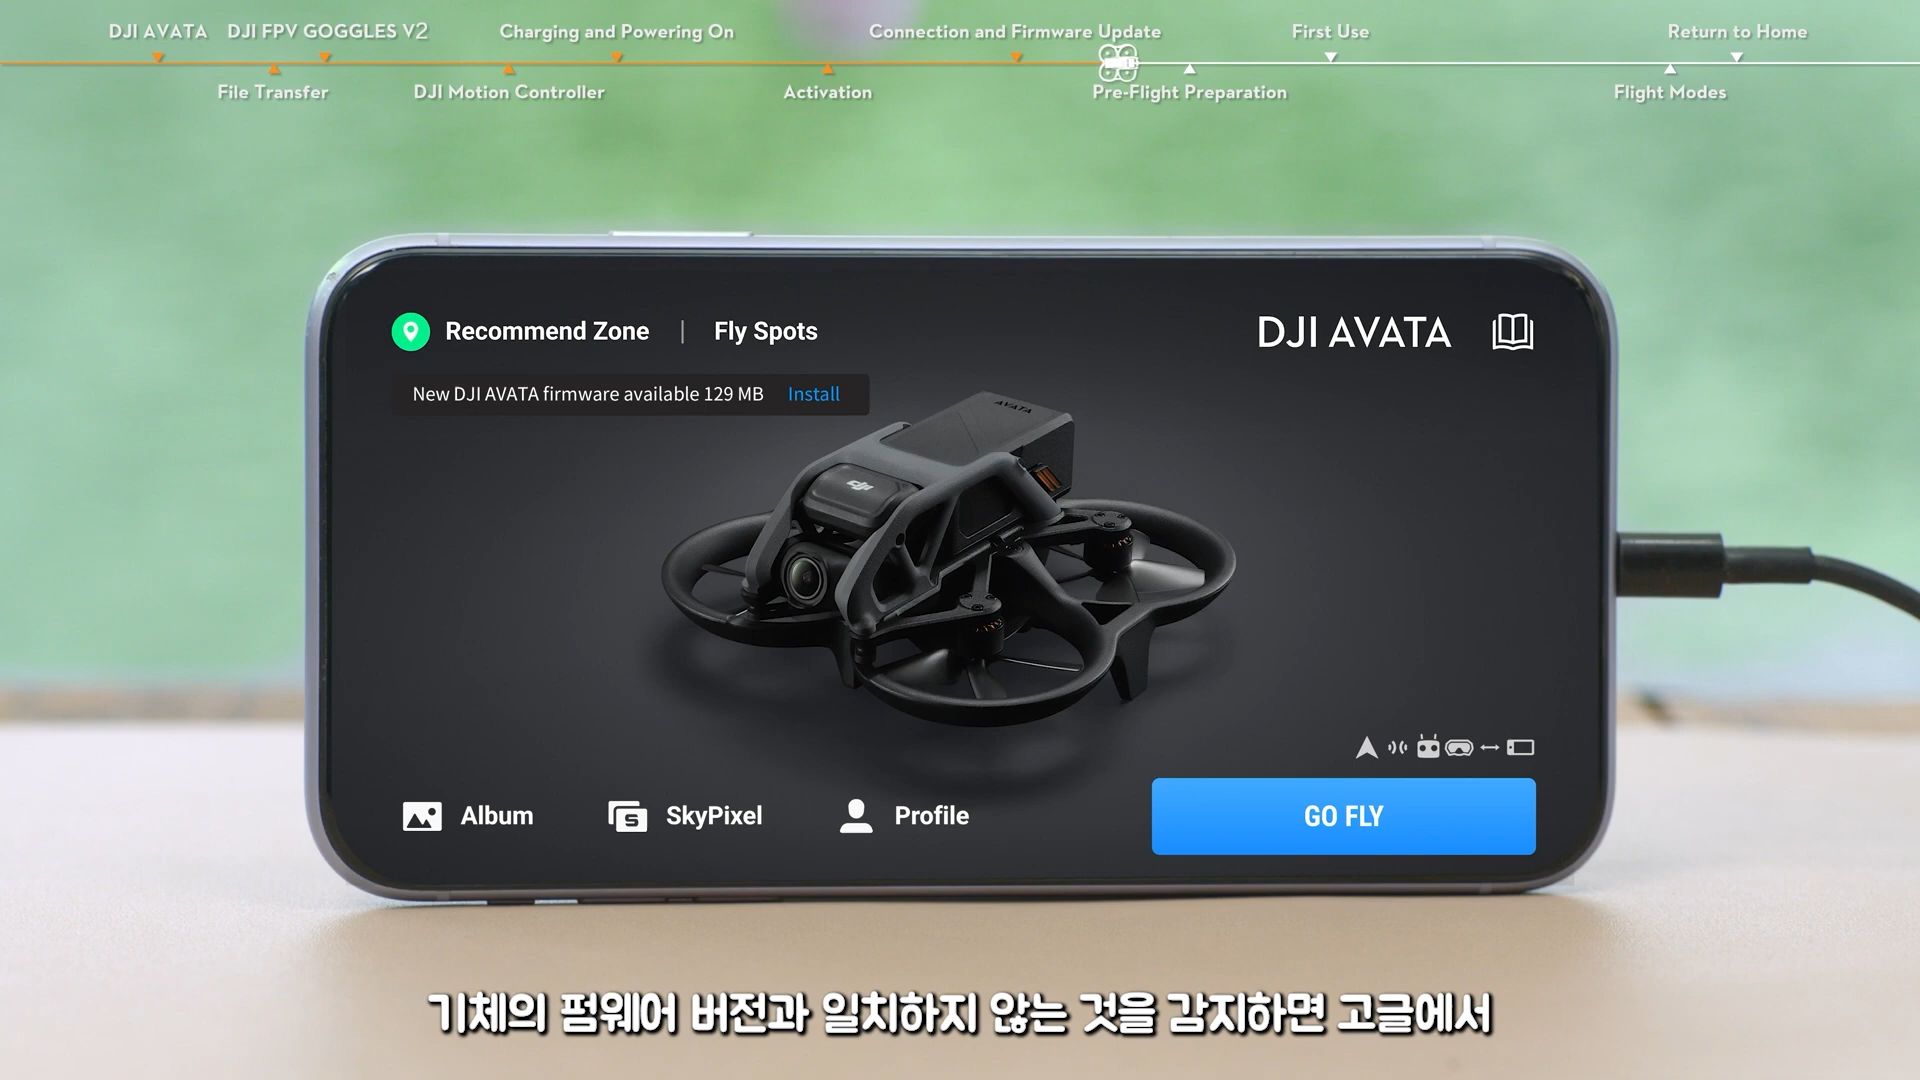 DJI AVATA
DJI FPV GOGGLES V2
Charging and Powering On
Connection and Firmware Update
First Use
Return to Home
File Transfer
DJI Motion Controller
Activation
Pre-Flight Preparation
Flight Modes
Recommend Zone | Fly Spots
DJI AVATA
New DJI AVATA firmware available 129 MB Install
AVATA
dji
Album
SkyPixel
Profile
GO FLY
기체의 펌웨어 버전과 일치하지 않는 것을 감지하면 고글에서